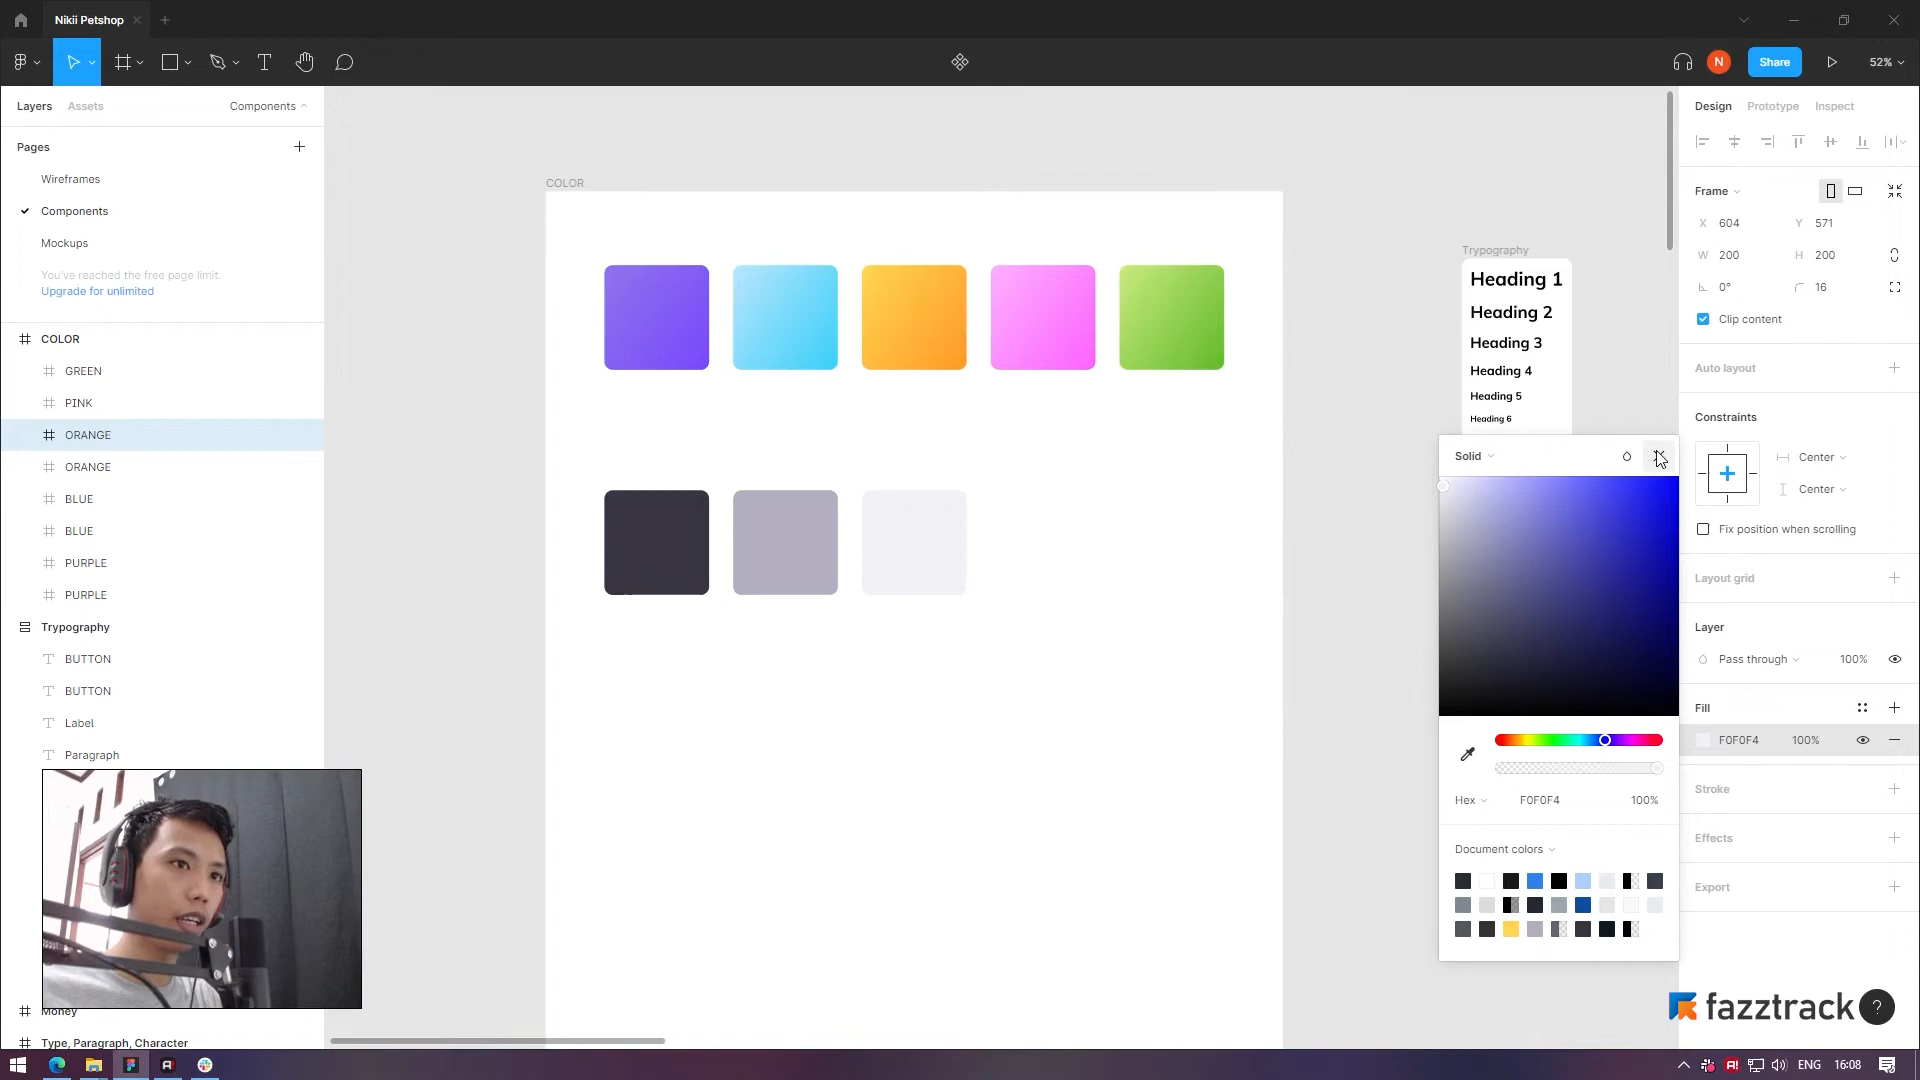 Nikii Petshop
N
Share
52%
Layers
Assets
Components
Pages
Wireframes
Components
Mockups
You've reached the free page limit.
Upgrade for unlimited
COLOR
GREEN
PINK
ORANGE
ORANGE
BLUE
BLUE
PURPLE
PURPLE
Trypography
BUTTON
BUTTON
Label
Paragraph
Money
Type, Paragraph, Character
COLOR
Trypography
Heading 1
Heading 2
Heading 3
Heading 4
Heading 5
Heading 6
Solid
Hex
F0F0F4
100%
Document colors
Design
Prototype
Inspect
Frame
X 604
Y 571
W 200
H 200
0°
16
Clip content
Auto layout
Constraints
Center
Center
Fix position when scrolling
Layout grid
Layer
Pass through
100%
Fill
F0F0F4
100%
Stroke
Effects
Export
fazztrack
?
ENG
16:08